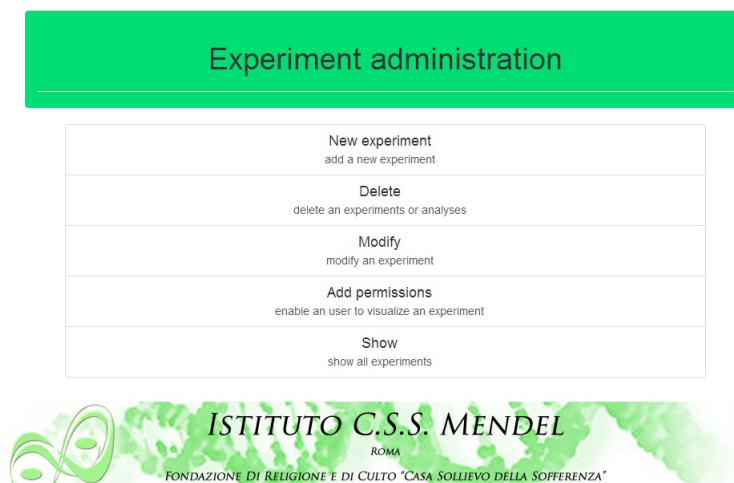 Experiment administration
New experiment
add a new experiment
Delete
delete an experiments or analyses
Modify
modify an experiment
Add permissions
enable an user to visualize an experiment
Show
show all experiments
ISTITUTO C.S.S. MENDEL
ROMA
FONDAZIONE DI RELIGIONE E DI CULTO "CASA SOLLIEVO DELLA SOFFERENZA"